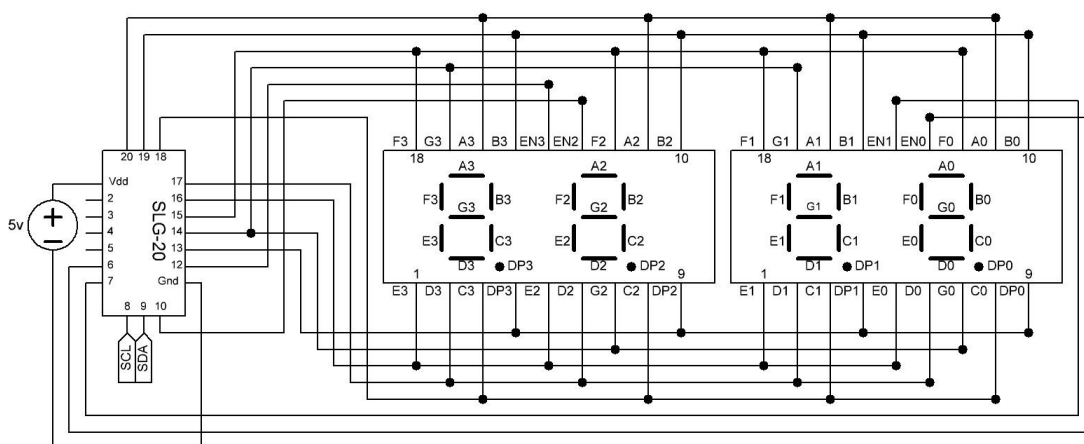 20 19 18
Vdd
2
3
4
5
6
7
17
16
15
14
13
12
Gnd
8 9 10
SLG-20
5v
SCL
SDA
F3 G3 A3 B3 EN3 EN2 F2 A2 B2
18 10
A3
F3 B3
G3
E3 C3
D3 DP3
A2
F2 B2
G2
E2 C2
D2 DP2
1 9
E3 D3 C3 DP3 E2 D2 G2 C2 DP2
F1 G1 A1 B1 EN1 EN0 F0 A0 B0
18 10
A1
F1 B1
G1
E1 C1
D1 DP1
A0
F0 B0
G0
E0 C0
D0 DP0
1 9
E1 D1 C1 DP1 E0 D0 G0 C0 DP0